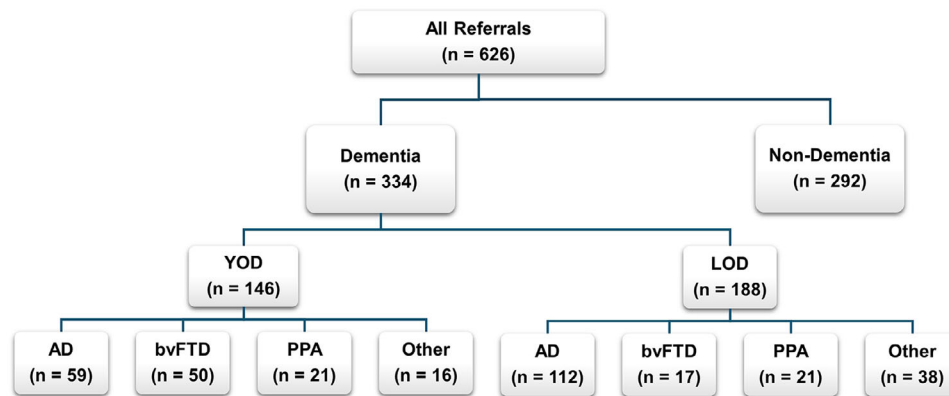 All Referrals
(n = 626)
Dementia
(n = 334)
Non-Dementia
(n = 292)
YOD
(n = 146)
LOD
(n = 188)
AD
(n = 59)
bvFTD
(n = 50)
PPA
(n = 21)
Other
(n = 16)
AD
(n = 112)
bvFTD
(n = 17)
PPA
(n = 21)
Other
(n = 38)